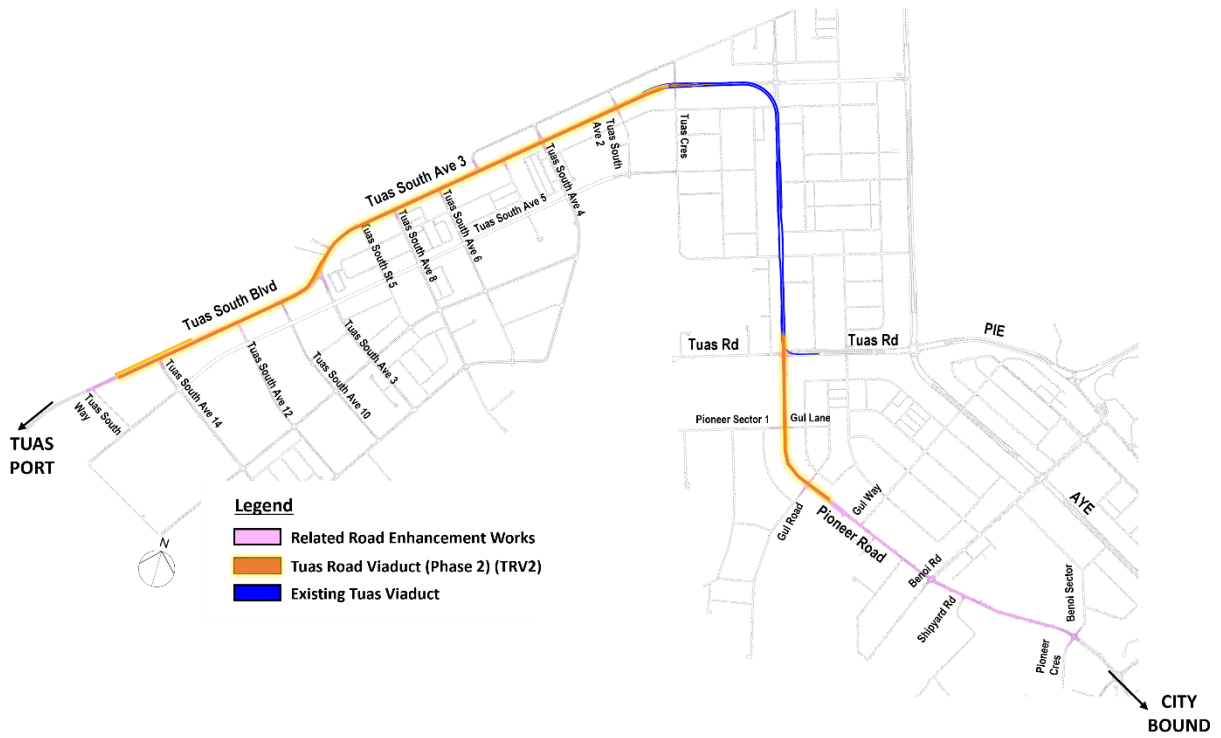 Tuas South
Ave 2
Tuas Cres
Tuas South Ave 3
Tuas South Ave 4
Tuas South Ave 5
Tuas South Ave 6
Tuas South Ave 8
Tuas South St 5
Tuas South Blvd
Tuas South Ave 3
Tuas South Ave 10
Tuas South Ave 12
Tuas South Ave 14
Tuas South
Way
TUAS
PORT
Tuas Rd
Tuas Rd
PIE
Pioneer Sector 1
Gul Lane
Gul Road
Gul Way
Pioneer Road
AYE
Benoi Rd
Shipyard Rd
Benoi Sector
Pioneer
Cres
CITY
BOUND
N
Legend
Related Road Enhancement Works
Tuas Road Viaduct (Phase 2) (TRV2)
Existing Tuas Viaduct